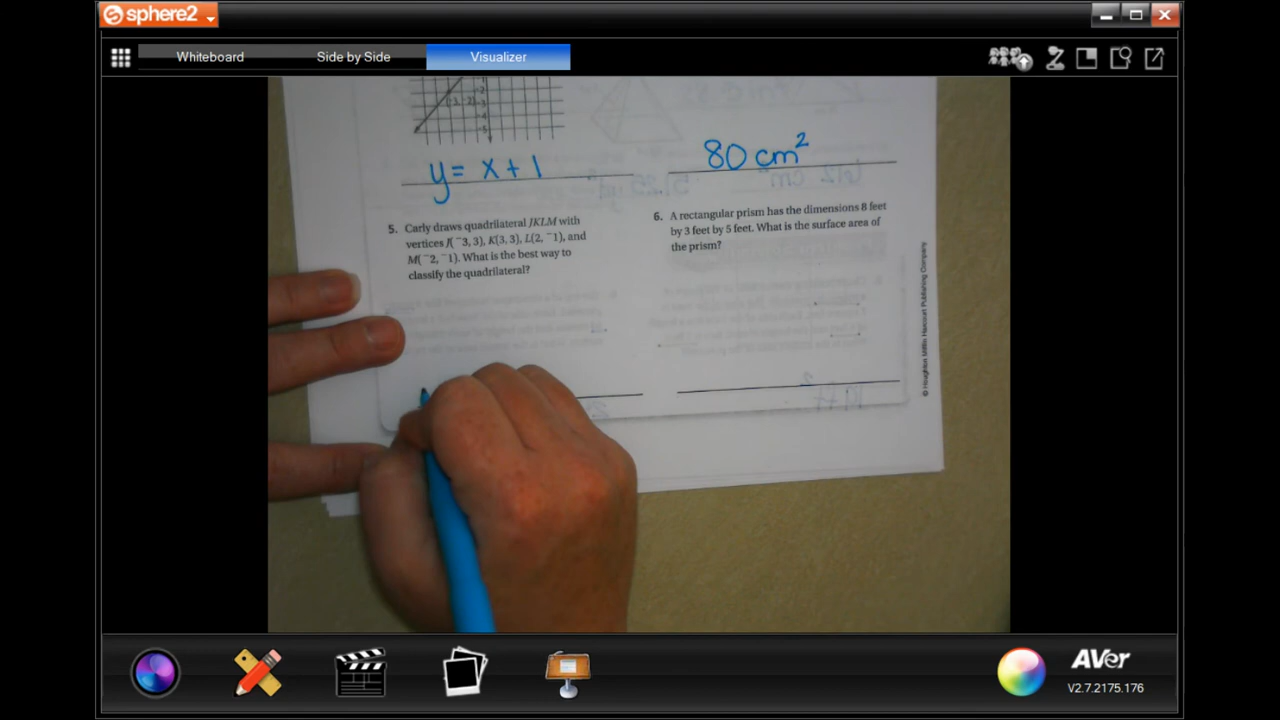 sphere2
Whiteboard
Side by Side
Visualizer
y = x + 1
80 cm²
5. Carly draws quadrilateral JKLM with
vertices J(⁻3, 3), K(3, 3), L(2, ⁻1), and
M(⁻2, ⁻1). What is the best way to
classify the quadrilateral?
6. A rectangular prism has the dimensions 8 feet
by 3 feet by 5 feet. What is the surface area of
the prism?
© Houghton Mifflin Harcourt Publishing Company
AVer
V2.7.2175.176